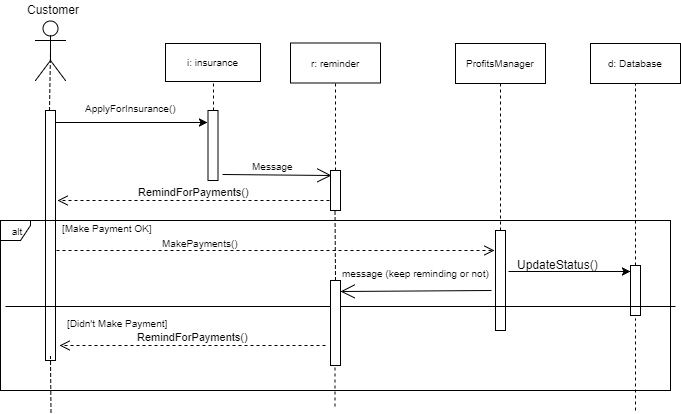 Customer
i: insurance
r: reminder
ProfitsManager
d: Database
ApplyForInsurance()
Message
RemindForPayments()
alt
[Make Payment OK]
MakePayments()
UpdateStatus()
message (keep reminding or not)
[Didn't Make Payment]
RemindForPayments()